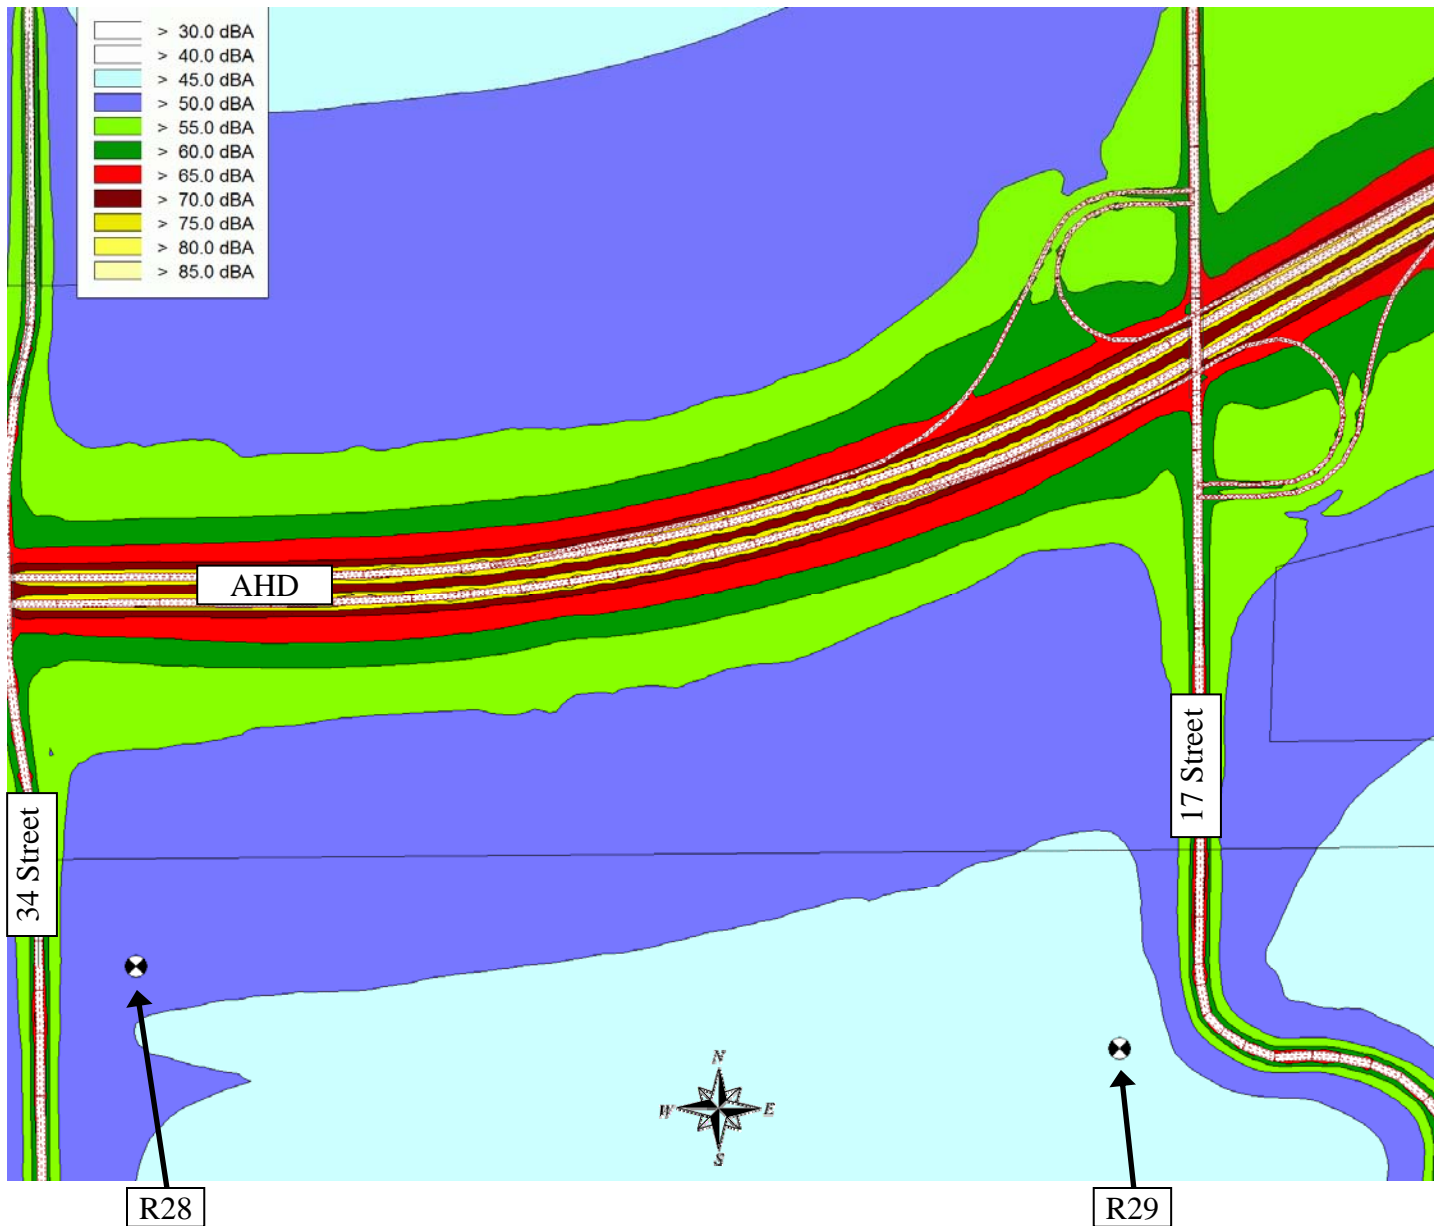 > 30.0 dBA
> 40.0 dBA
> 45.0 dBA
> 50.0 dBA
> 55.0 dBA
> 60.0 dBA
> 65.0 dBA
> 70.0 dBA
> 75.0 dBA
> 80.0 dBA
> 85.0 dBA
AHD
17 Street
34 Street
N
W
E
S
R28
R29